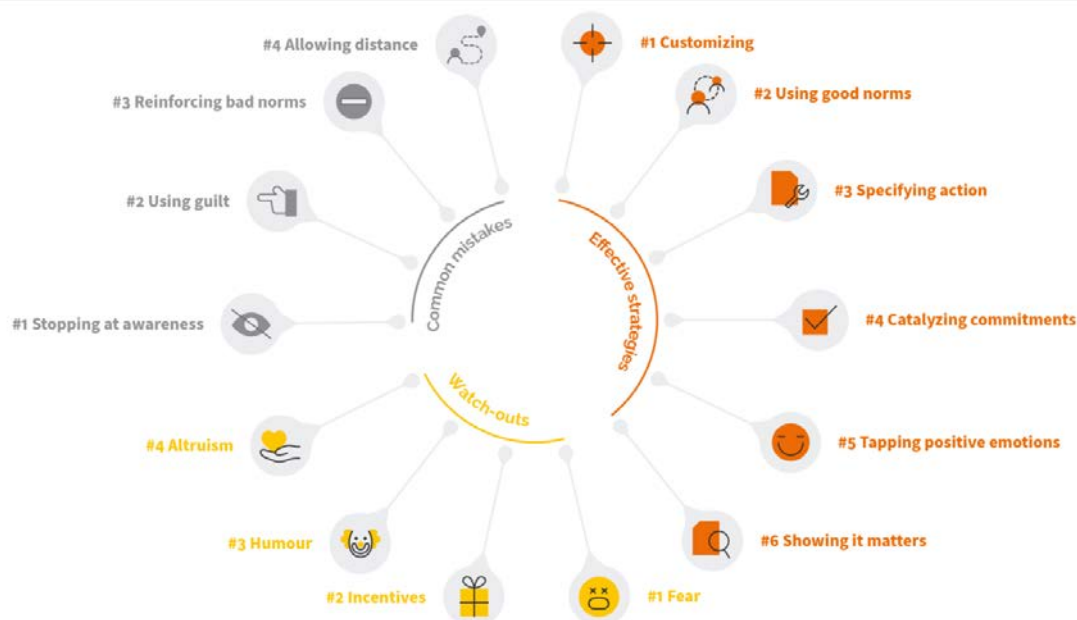 #4 Allowing distance
#1 Customizing
#3 Reinforcing bad norms
#2 Using good norms
#2 Using guilt
#3 Specifying action
Common mistakes
Effective strategies
#1 Stopping at awareness
#4 Catalyzing commitments
Watch-outs
#4 Altruism
#5 Tapping positive emotions
#3 Humour
#6 Showing it matters
#2 Incentives
#1 Fear